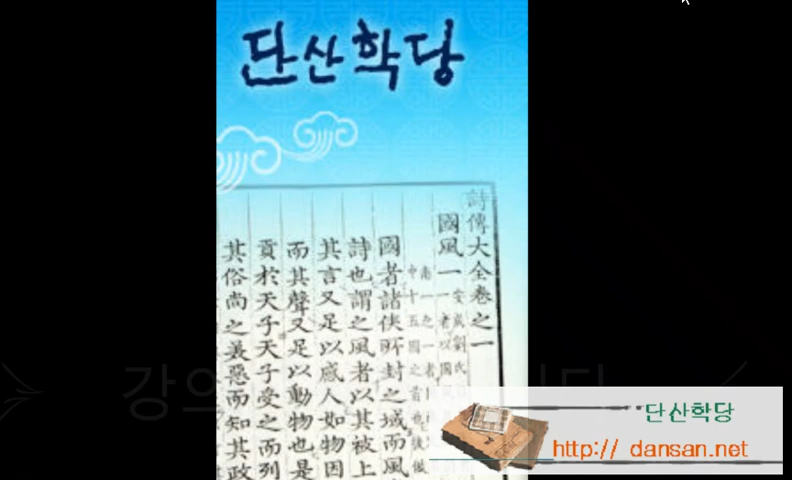 단산학당
詩傳大全卷之一
國風一
國者諸侯所封之域而風
詩也謂之風者以其被上
其言又足以感人如物因
而其聲又足以動物也是
貢於天子天子受之而列
其俗尚之美惡而知其政
단산학당
http:// dansan.net